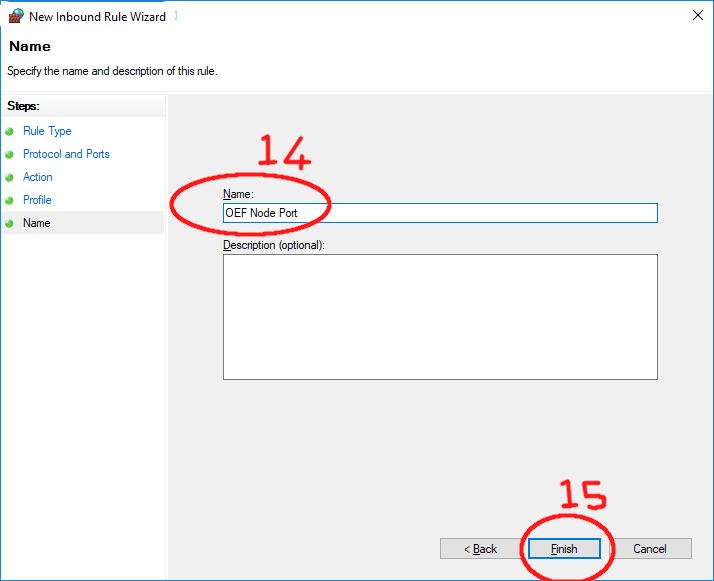 New Inbound Rule Wizard
Name
Specify the name and description of this rule.
Steps:
Rule Type
Protocol and Ports
Action
Profile
Name
14
Name:
OEF Node Port
Description (optional):
15
< Back
Finish
Cancel